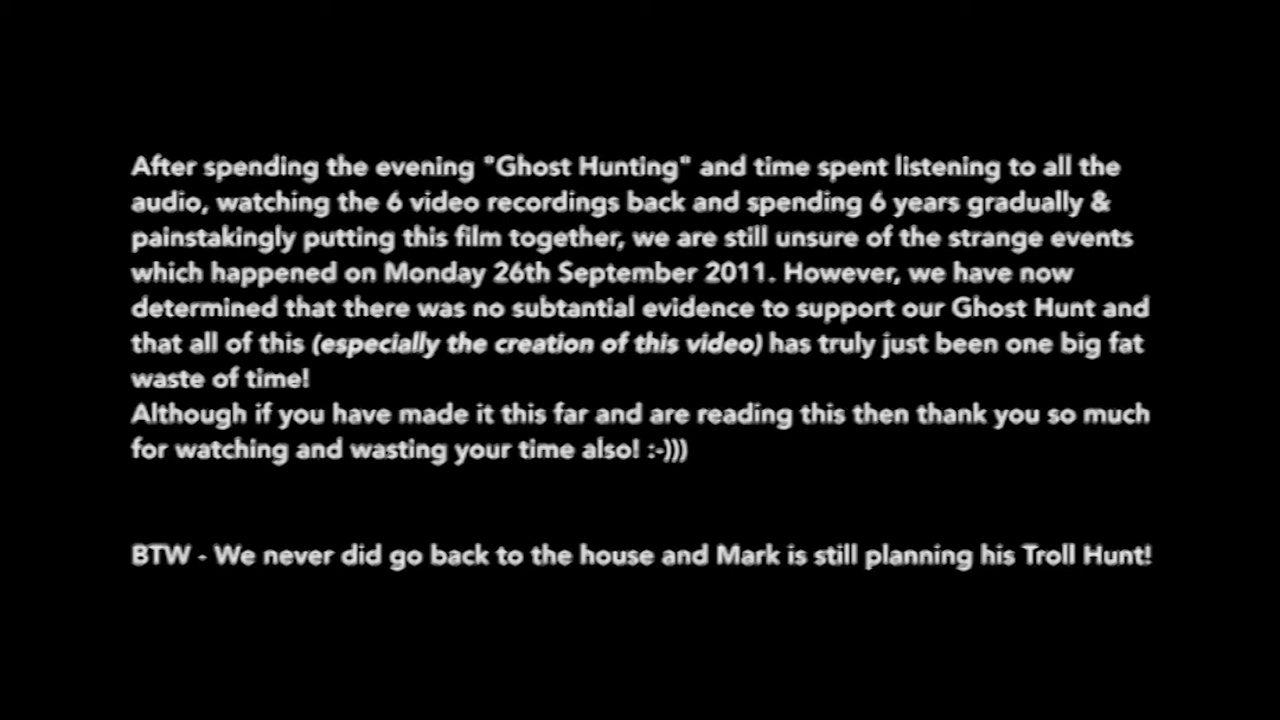 After spending the evening "Ghost Hunting" and time spent listening to all the
audio, watching the 6 video recordings back and spending 6 years gradually &
painstakingly putting this film together, we are still unsure of the strange events
which happened on Monday 26th September 2011. However, we have now
determined that there was no subtantial evidence to support our Ghost Hunt and
that all of this (especially the creation of this video) has truly just been one big fat
waste of time!
Although if you have made it this far and are reading this then thank you so much
for watching and wasting your time also! :-)))
BTW - We never did go back to the house and Mark is still planning his Troll Hunt!